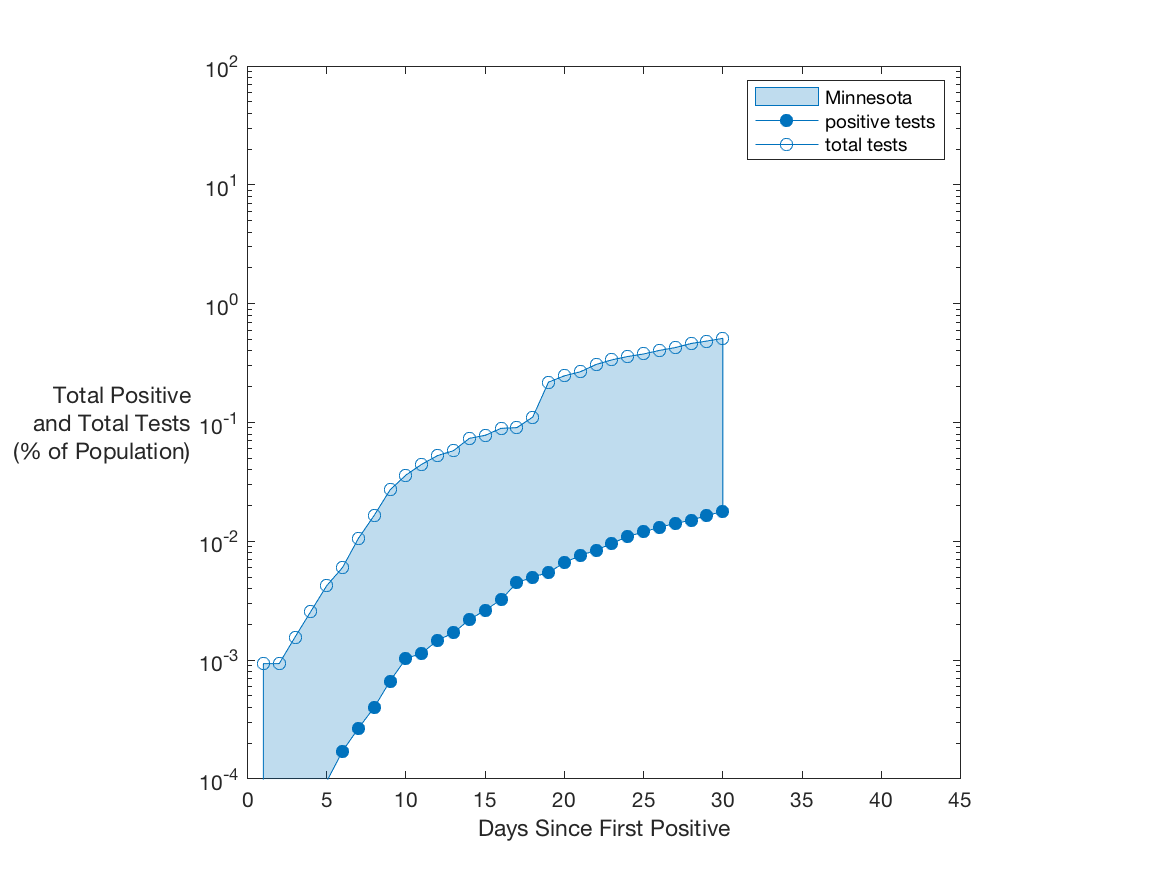 Minnesota
positive tests
total tests
Total Positive
and Total Tests
(% of Population)
10^2
10^1
10^0
10^-1
10^-2
10^-3
10^-4
0 5 10 15 20 25 30 35 40 45
Days Since First Positive